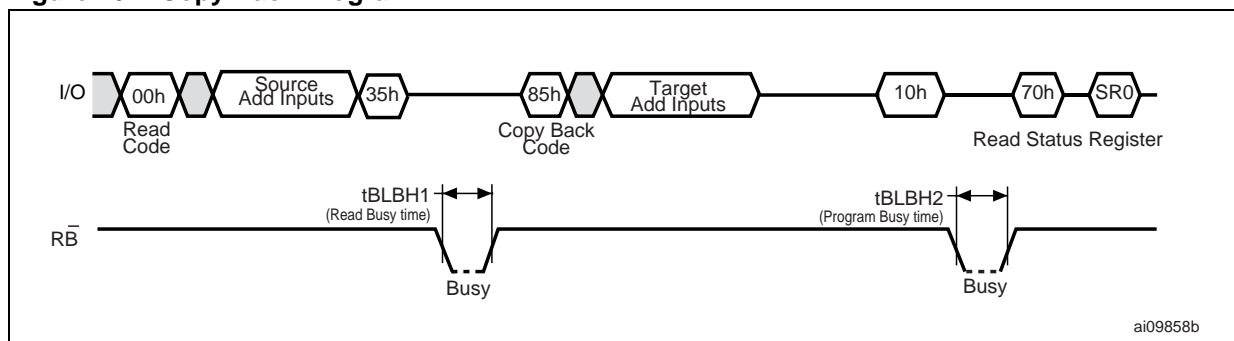 I/O
00h
Source
Add Inputs
35h
85h
Target
Add Inputs
10h
70h
SR0
Read
Code
Copy Back
Code
Read Status Register
tBLBH1
(Read Busy time)
tBLBH2
(Program Busy time)
RB̅
Busy
Busy
ai09858b